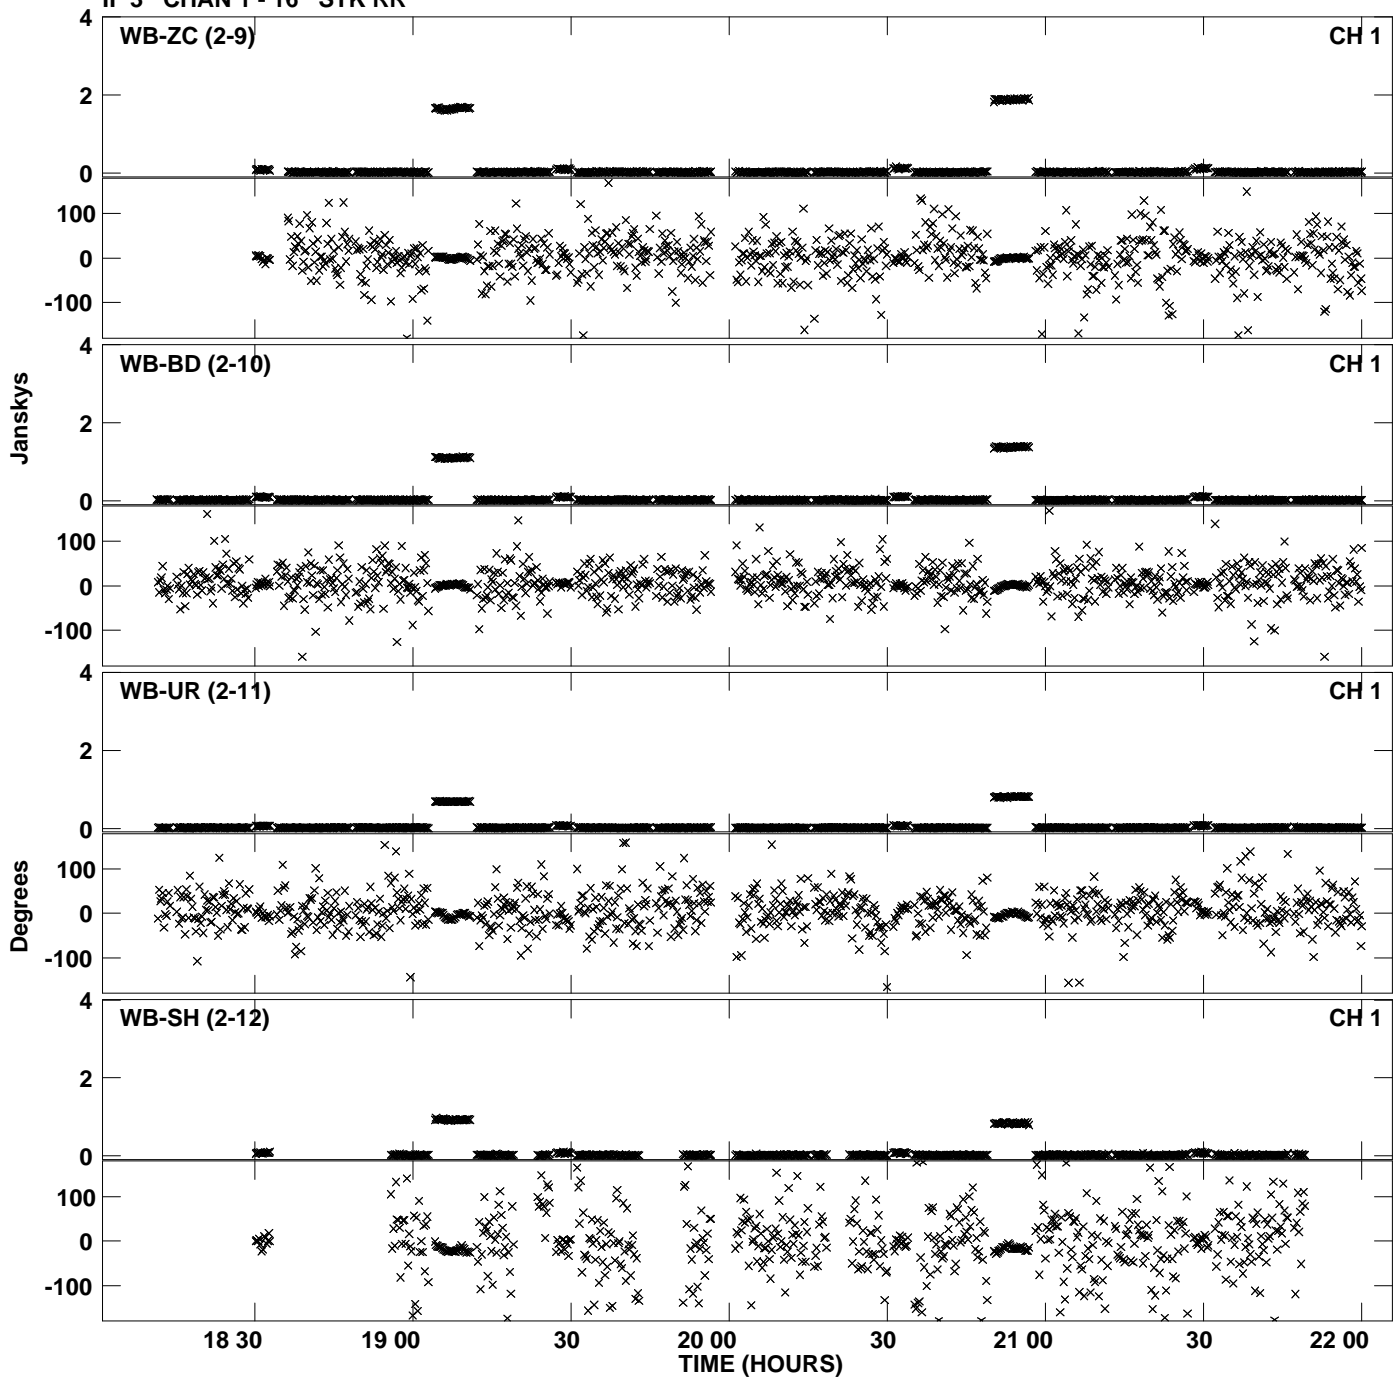 IF 3 CHAN 1 - 16 STK RR
4
WB-ZC (2-9)
CH 1
2
0
100
0
-100
4
WB-BD (2-10)
CH 1
Janskys
2
0
100
0
-100
4
WB-UR (2-11)
CH 1
2
0
100
Degrees
0
-100
4
WB-SH (2-12)
CH 1
2
0
100
0
-100
18 30
19 00
30
20 00
30
21 00
30
22 00
TIME (HOURS)